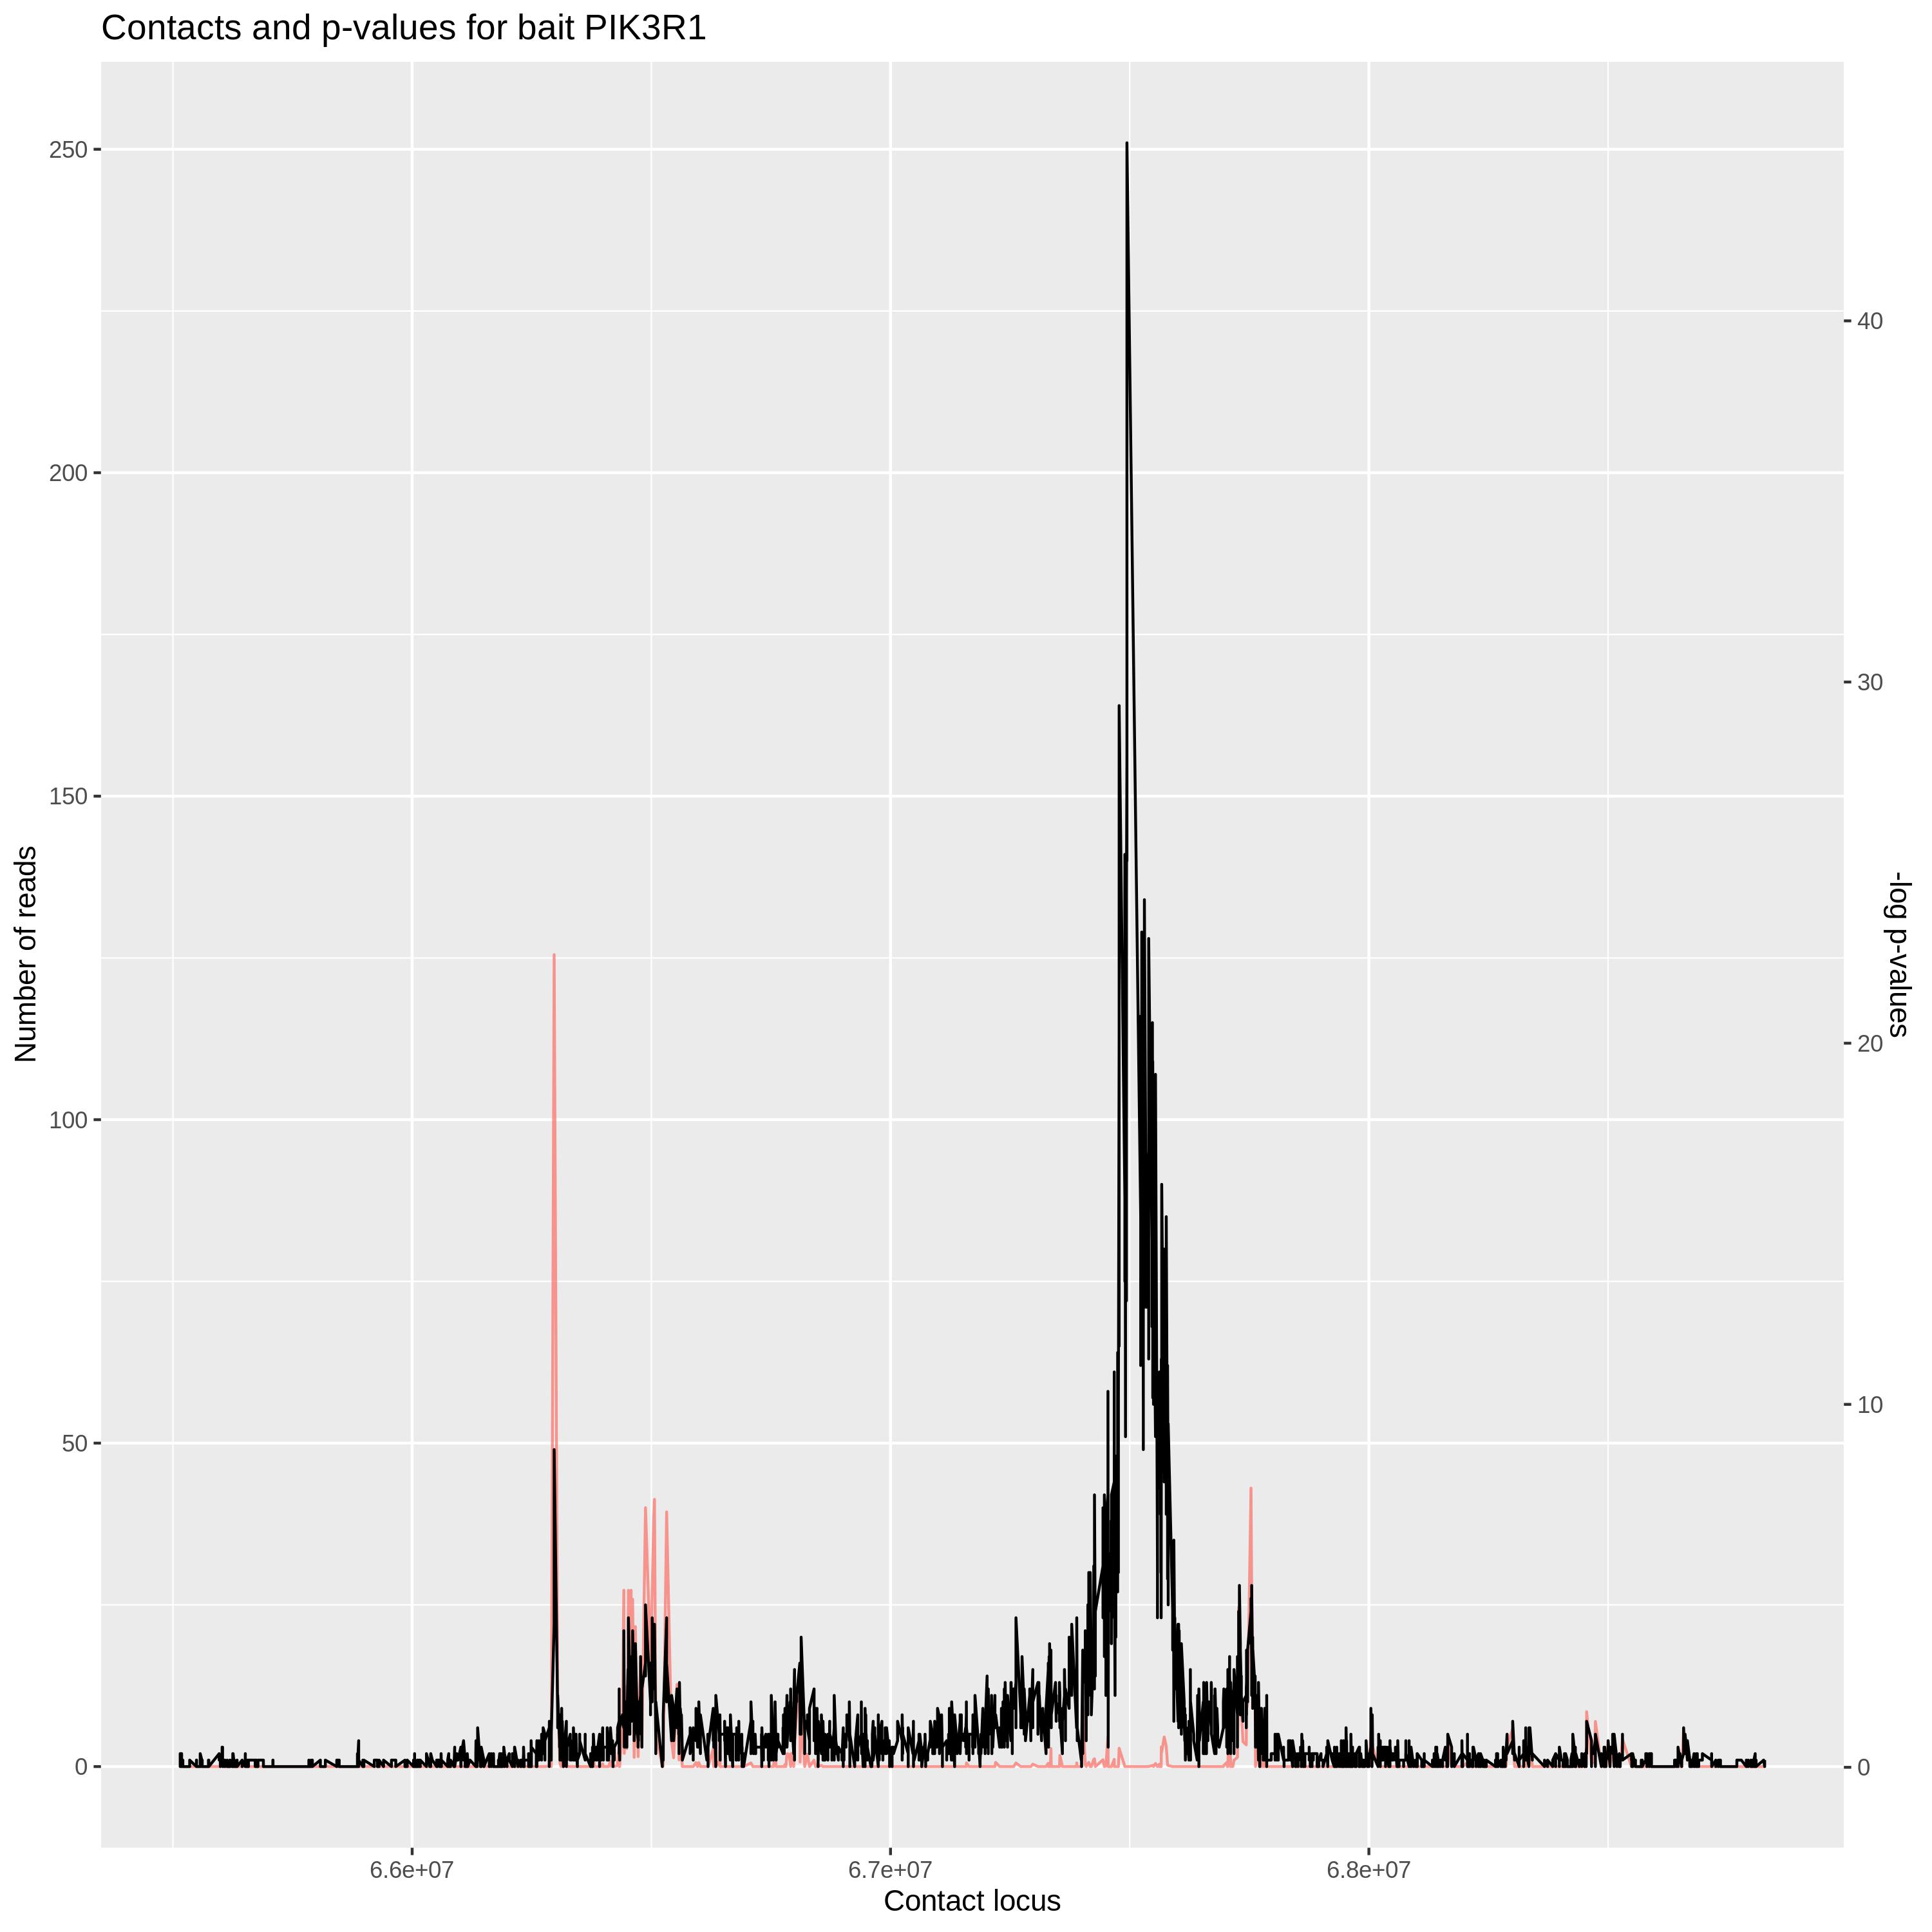 Contacts and p-values for bait PIK3R1
250
200
150
100
50
0
40
30
20
10
0
Number of reads
-log p-values
6.6e+07
6.7e+07
6.8e+07
Contact locus